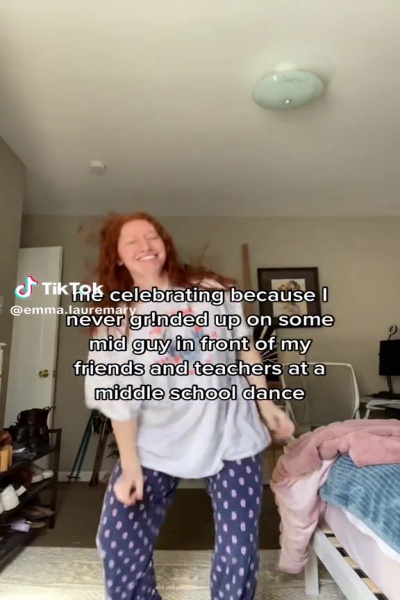 TikTok
@emma.lauremary
me celebrating because I
never gr!nded up on some
mid guy in front of my
friends and teachers at a
middle school dance